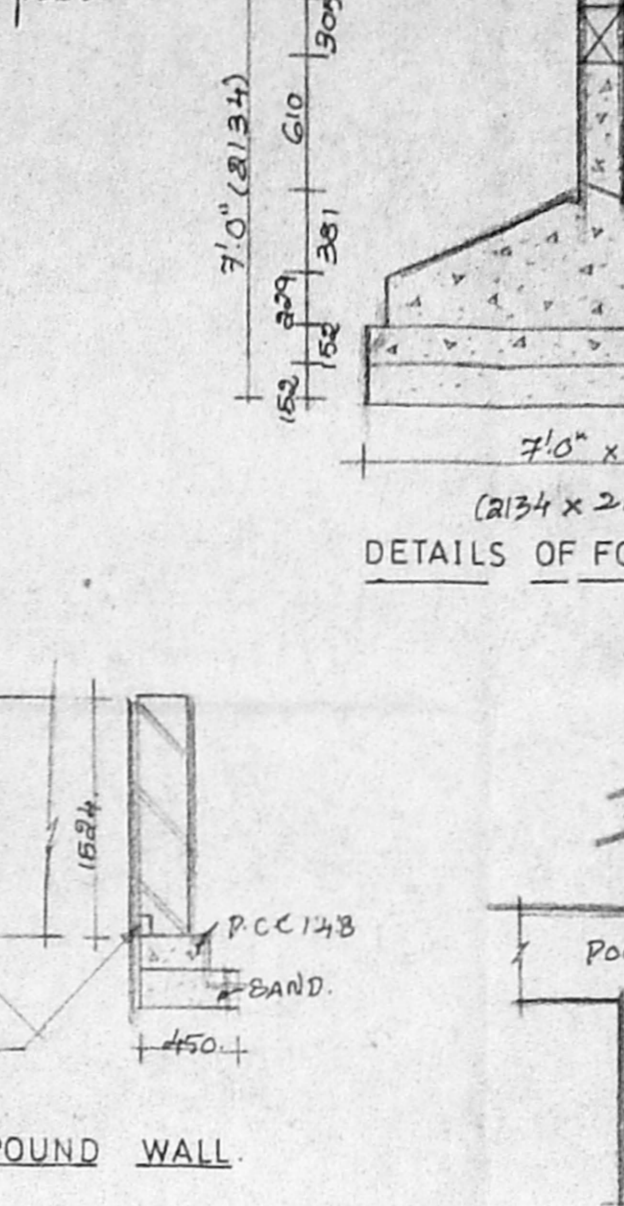 305
610
7'.0" (2134)
381
229
152
152
7'.0" x
(2134 x 2
DETAILS OF FO
1524.
P.C.C 1:4:8
SAND.
450
POUND WALL.